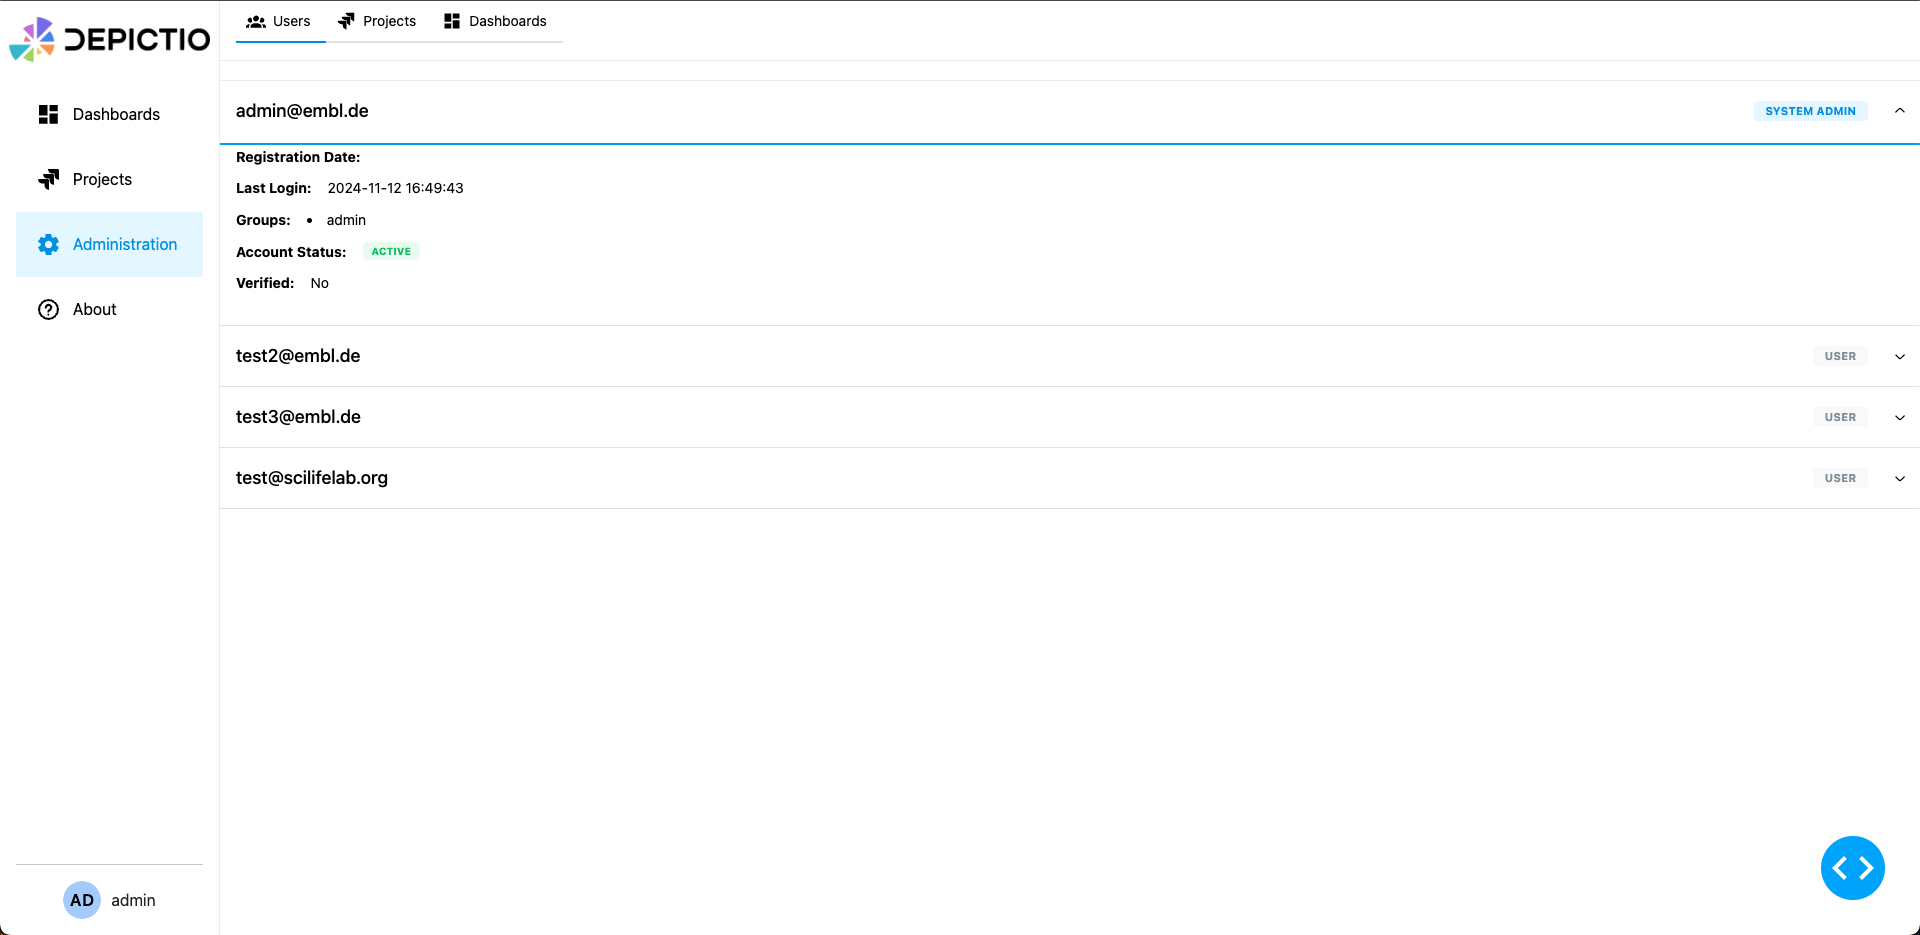 DEPICTIO
Dashboards
Projects
Administration
About
AD admin
Users Projects Dashboards
admin@embl.de SYSTEM ADMIN
Registration Date:
Last Login: 2024-11-12 16:49:43
Groups: • admin
Account Status: ACTIVE
Verified: No
test2@embl.de USER
test3@embl.de USER
test@scilifelab.org USER